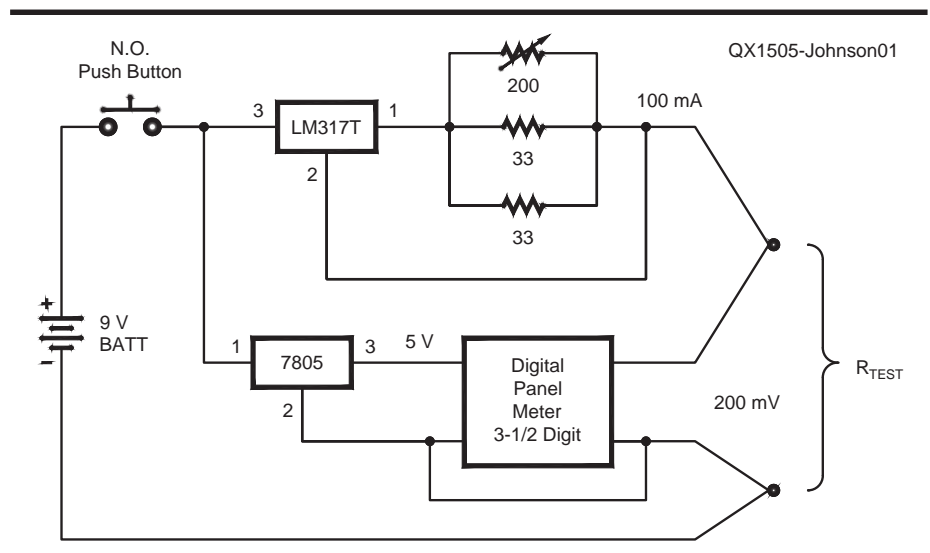 N.O.
Push Button
QX1505-Johnson01
200
100 mA
3
LM317T
1
33
2
33
+
9 V
BATT
–
1
7805
3
5 V
2
Digital
Panel
Meter
3-1/2 Digit
200 mV
RTEST